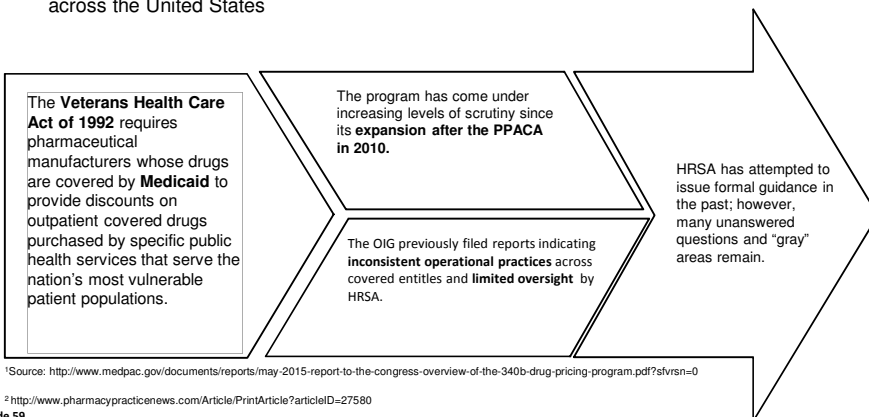 across the United States
The Veterans Health Care
Act of 1992 requires
pharmaceutical
manufacturers whose drugs
are covered by Medicaid to
provide discounts on
outpatient covered drugs
purchased by specific public
health services that serve the
nation's most vulnerable
patient populations.
The program has come under
increasing levels of scrutiny since
its expansion after the PPACA
in 2010.
The OIG previously filed reports indicating
inconsistent operational practices across
covered entitles and limited oversight by
HRSA.
HRSA has attempted to
issue formal guidance in
the past; however,
many unanswered
questions and “gray”
areas remain.
1Source: http://www.medpac.gov/documents/reports/may-2015-report-to-the-congress-overview-of-the-340b-drug-pricing-program.pdf?sfvrsn=0
2 http://www.pharmacypracticenews.com/Article/PrintArticle?articleID=27580